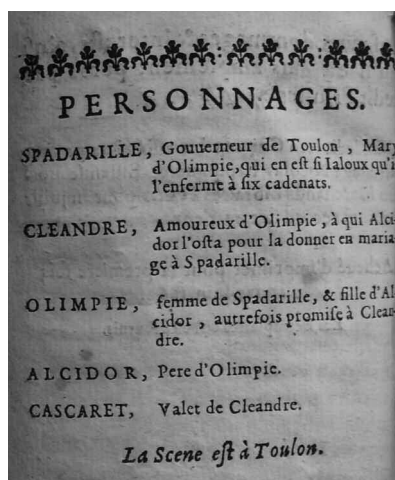 PERSONNAGES.
SPADARILLE, Gouuerneur de Toulon, Mary
d'Olimpie, qui en eſt ſi Ialoux qu'i
l'enferme à ſix cadenats.
CLEANDRE, Amoureux d'Olimpie, à qui Alci-
dor l'oſta pour la donner en maria-
ge à Spadarille.
OLIMPIE, femme de Spadarille, & fille d'Al
cidor, autrefois promiſe à Clean-
dre.
ALCIDOR, Pere d'Olimpie.
CASCARET, Valet de Cleandre.
La Scene eſt à Toulon.